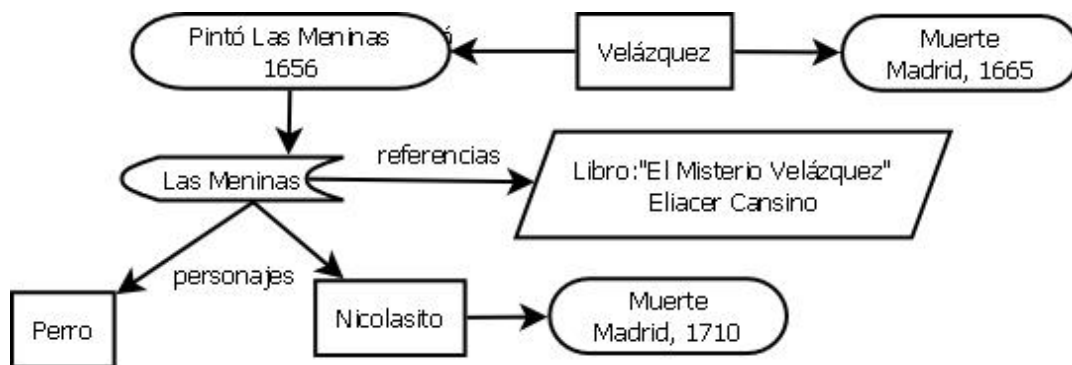 Pintó Las Meninas
1656
Velázquez
Muerte
Madrid, 1665
Las Meninas
referencias
Libro:"El Misterio Velázquez"
Eliacer Cansino
personajes
Perro
Nicolasito
Muerte
Madrid, 1710